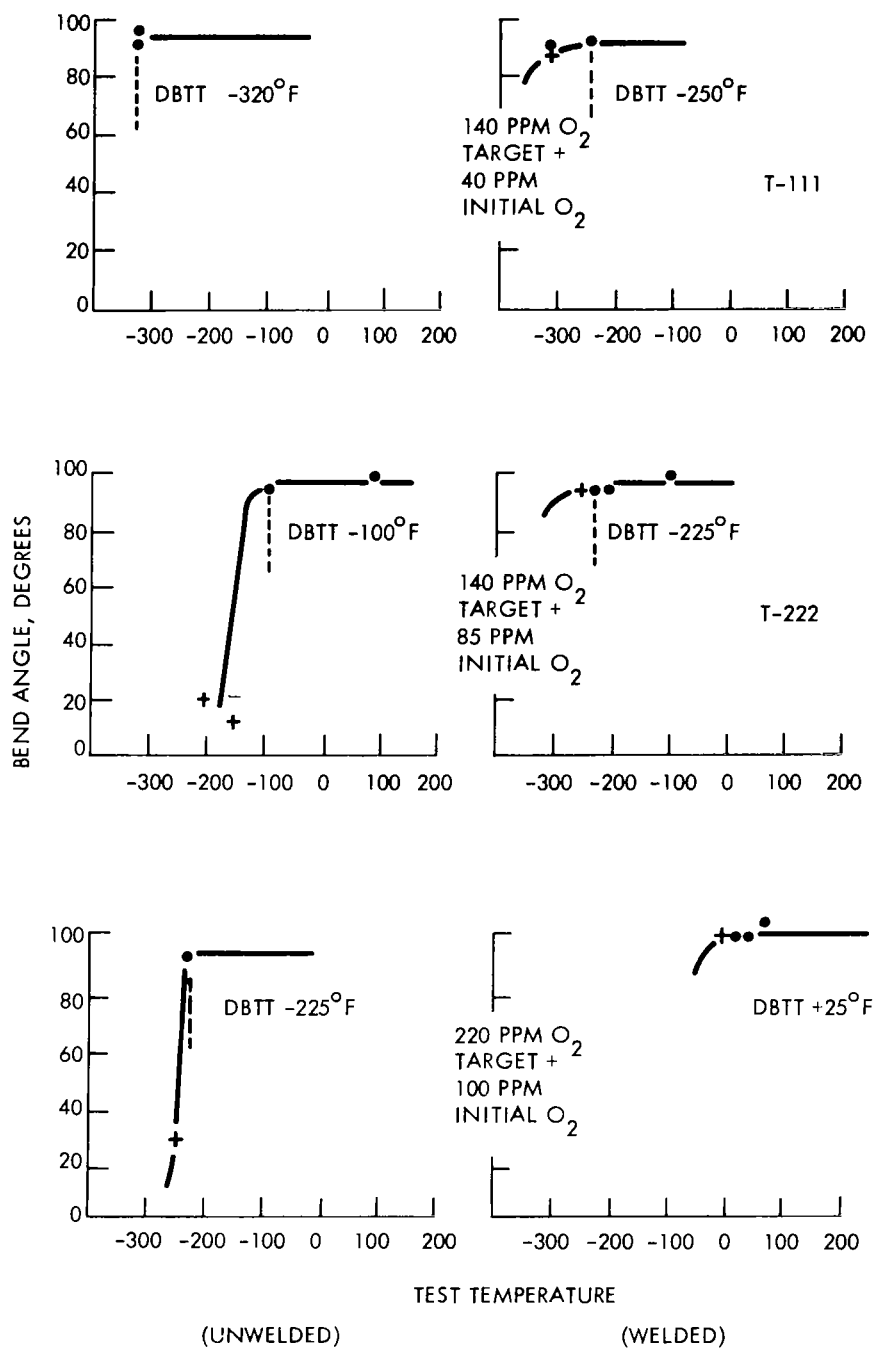 100
80
60
40
20
0
DBTT -320°F
-300 -200 -100 0 100 200
DBTT -250°F
140 PPM O2
TARGET +
40 PPM
INITIAL O2
T-111
-300 -200 -100 0 100 200
BEND ANGLE, DEGREES
100
80
60
40
20
0
DBTT -100°F
-300 -200 -100 0 100 200
DBTT -225°F
140 PPM O2
TARGET +
85 PPM
INITIAL O2
T-222
-300 -200 -100 0 100 200
100
80
60
40
20
0
DBTT -225°F
-300 -200 -100 0 100 200
DBTT +25°F
220 PPM O2
TARGET +
100 PPM
INITIAL O2
-300 -200 -100 0 100 200
TEST TEMPERATURE
(UNWELDED)
(WELDED)